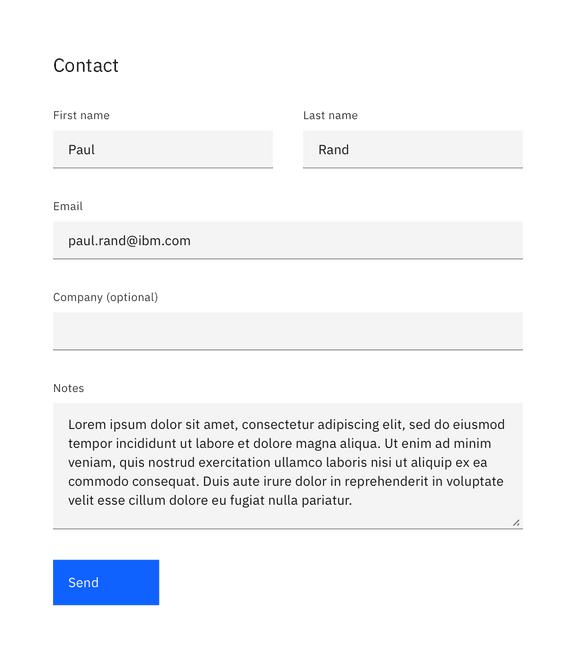 Contact
First name
Last name
Paul
Rand
Email
paul.rand@ibm.com
Company (optional)
Notes
Lorem ipsum dolor sit amet, consectetur adipiscing elit, sed do eiusmod
tempor incididunt ut labore et dolore magna aliqua. Ut enim ad minim
veniam, quis nostrud exercitation ullamco laboris nisi ut aliquip ex ea
commodo consequat. Duis aute irure dolor in reprehenderit in voluptate
velit esse cillum dolore eu fugiat nulla pariatur.
Send